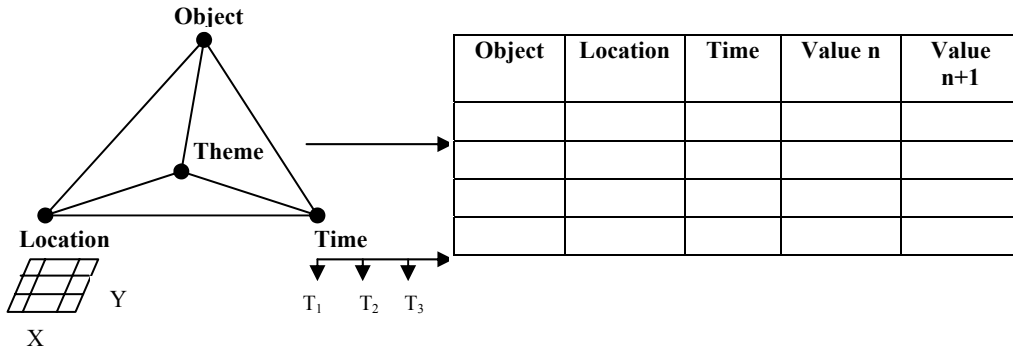 Object
Theme
Location
Time
Y
X
T₁ T₂ T₃
Object Location Time Value n Value
n+1